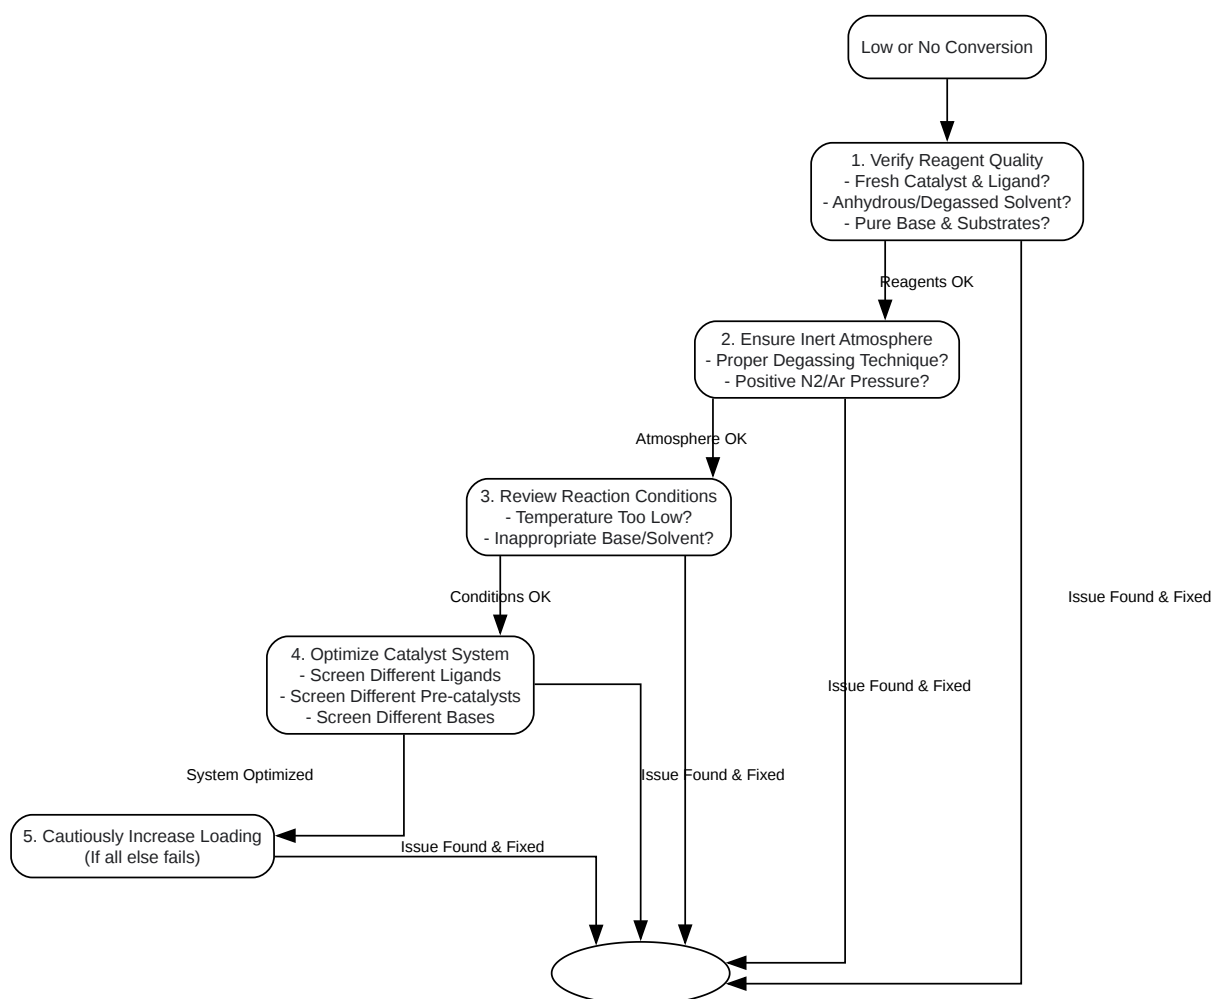 Low or No Conversion
1. Verify Reagent Quality
- Fresh Catalyst & Ligand?
- Anhydrous/Degassed Solvent?
- Pure Base & Substrates?
Reagents OK
2. Ensure Inert Atmosphere
- Proper Degassing Technique?
- Positive N2/Ar Pressure?
Atmosphere OK
3. Review Reaction Conditions
- Temperature Too Low?
- Inappropriate Base/Solvent?
Conditions OK
Issue Found & Fixed
4. Optimize Catalyst System
- Screen Different Ligands
- Screen Different Pre-catalysts
- Screen Different Bases
Issue Found & Fixed
System Optimized
Issue Found & Fixed
5. Cautiously Increase Loading
(If all else fails)
Issue Found & Fixed